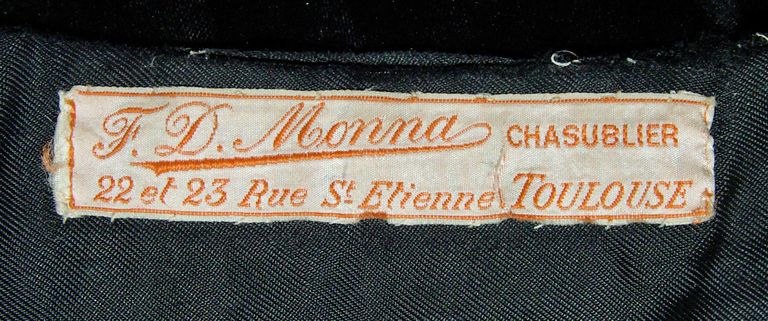 F. D. Monna CHASUBLIER
22 et 23 Rue St Etienne TOULOUSE